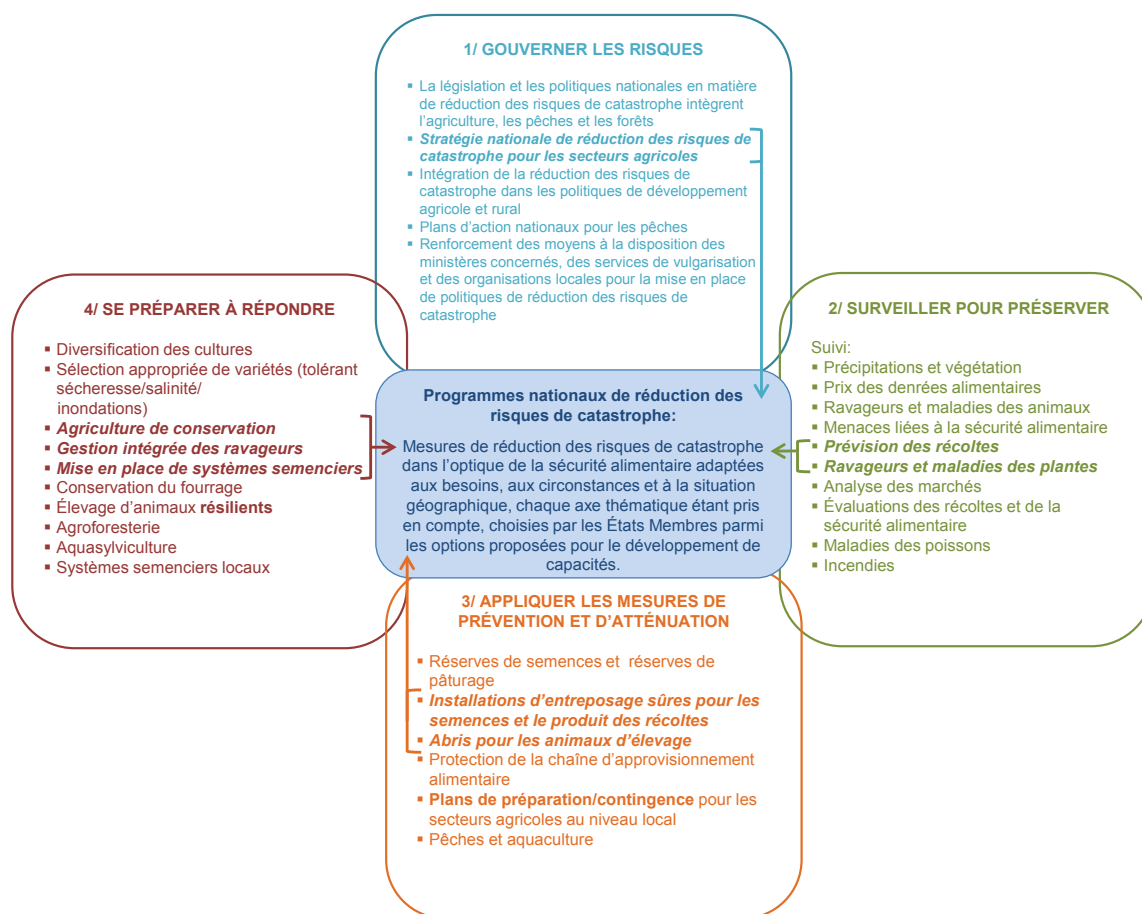 1/ GOUVERNER LES RISQUES
▪ La législation et les politiques nationales en matière
de réduction des risques de catastrophe intègrent
l'agriculture, les pêches et les forêts
▪ Stratégie nationale de réduction des risques de
catastrophe pour les secteurs agricoles
▪ Intégration de la réduction des risques de
catastrophe dans les politiques de développement
agricole et rural
▪ Plans d'action nationaux pour les pêches
▪ Renforcement des moyens à la disposition des
ministères concernés, des services de vulgarisation
et des organisations locales pour la mise en place
de politiques de réduction des risques de
catastrophe
4/ SE PRÉPARER À RÉPONDRE
▪ Diversification des cultures
▪ Sélection appropriée de variétés (tolérant
sécheresse/salinité/
inondations)
▪ Agriculture de conservation
▪ Gestion intégrée des ravageurs
▪ Mise en place de systèmes semenciers
▪ Conservation du fourrage
▪ Élevage d'animaux résilients
▪ Agroforesterie
▪ Aquasylviculture
▪ Systèmes semenciers locaux
Programmes nationaux de réduction des
risques de catastrophe:
Mesures de réduction des risques de catastrophe
dans l'optique de la sécurité alimentaire adaptées
aux besoins, aux circonstances et à la situation
géographique, chaque axe thématique étant pris
en compte, choisies par les États Membres parmi
les options proposées pour le développement de
capacités.
2/ SURVEILLER POUR PRÉSERVER
Suivi:
▪ Précipitations et végétation
▪ Prix des denrées alimentaires
▪ Ravageurs et maladies des animaux
▪ Menaces liées à la sécurité alimentaire
▪ Prévision des récoltes
▪ Ravageurs et maladies des plantes
▪ Analyse des marchés
▪ Évaluations des récoltes et de la
sécurité alimentaire
▪ Maladies des poissons
▪ Incendies
3/ APPLIQUER LES MESURES DE
PRÉVENTION ET D'ATTÉNUATION
▪ Réserves de semences et réserves de
pâturage
▪ Installations d'entreposage sûres pour les
semences et le produit des récoltes
▪ Abris pour les animaux d'élevage
▪ Protection de la chaîne d'approvisionnement
alimentaire
▪ Plans de préparation/contingence pour les
secteurs agricoles au niveau local
▪ Pêches et aquaculture